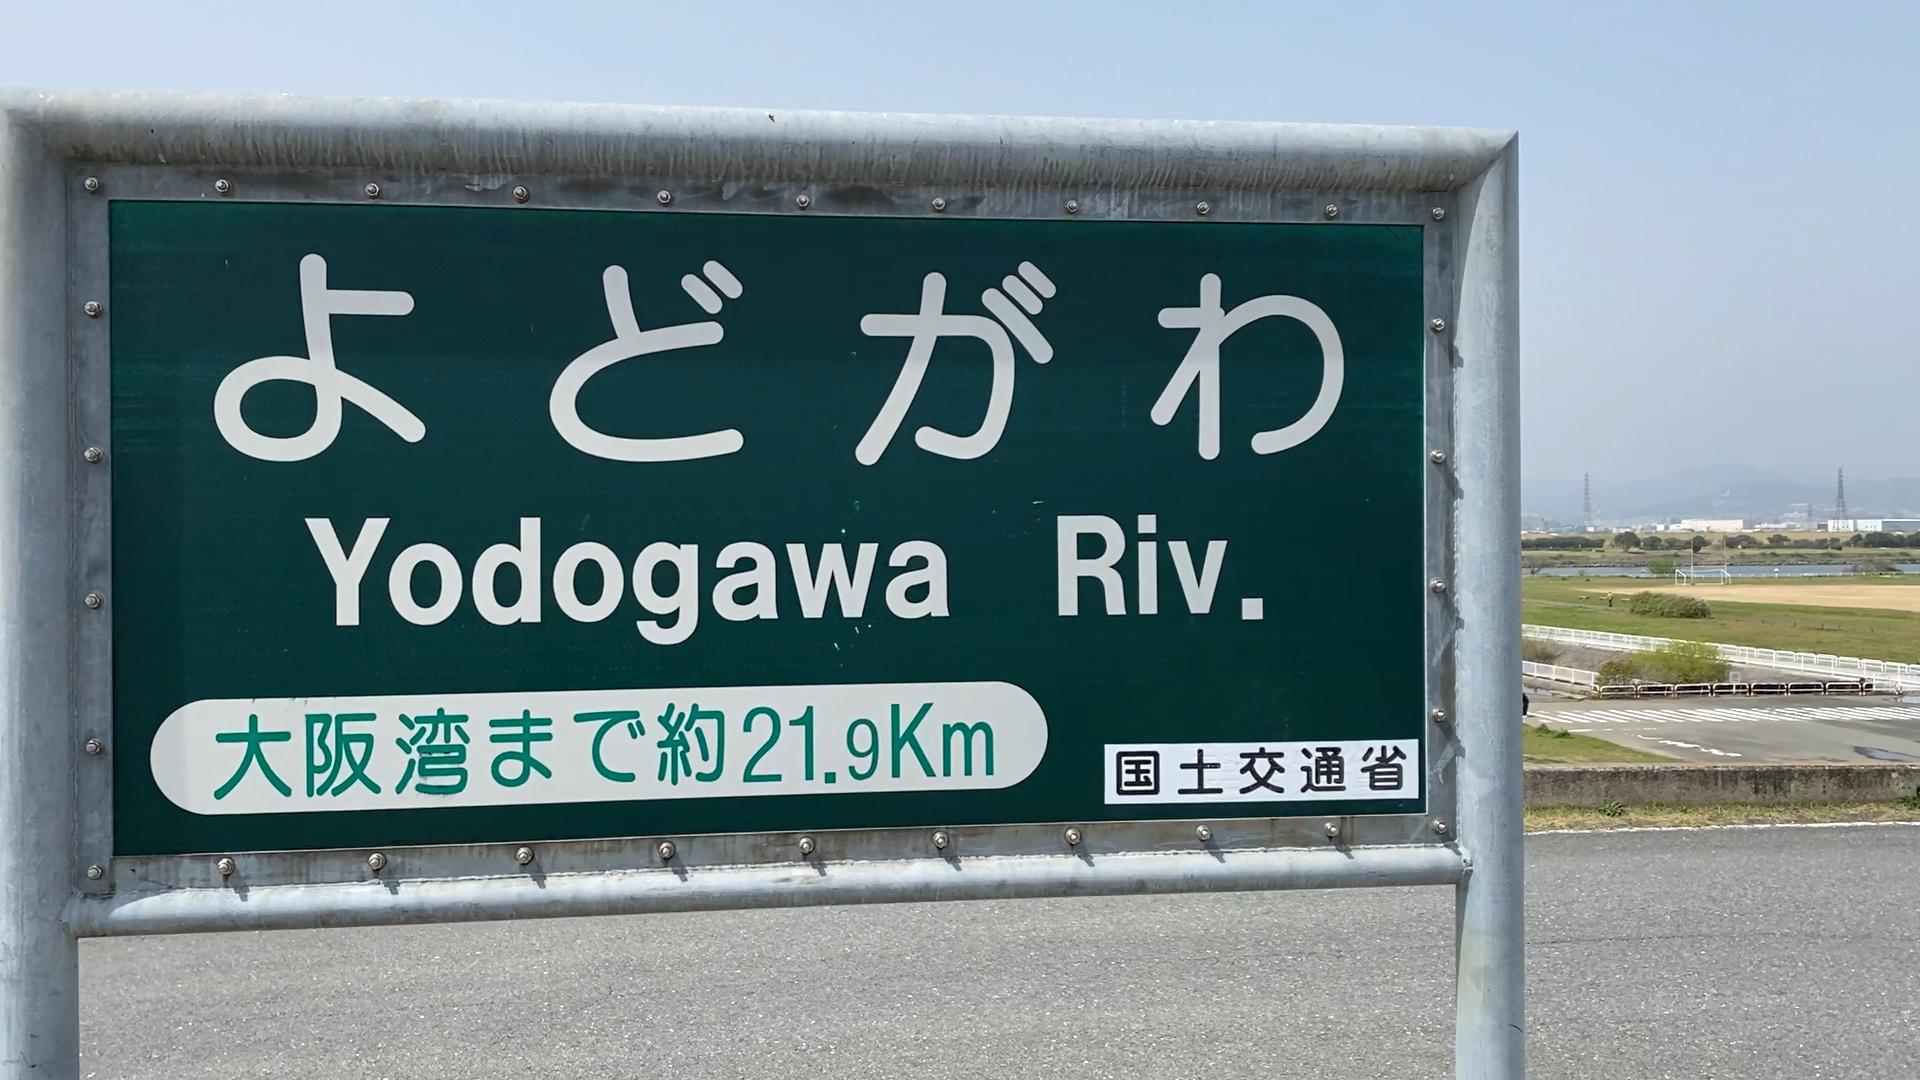 よどがわ
Yodogawa Riv.
大阪湾まで約21.9Km
国土交通省